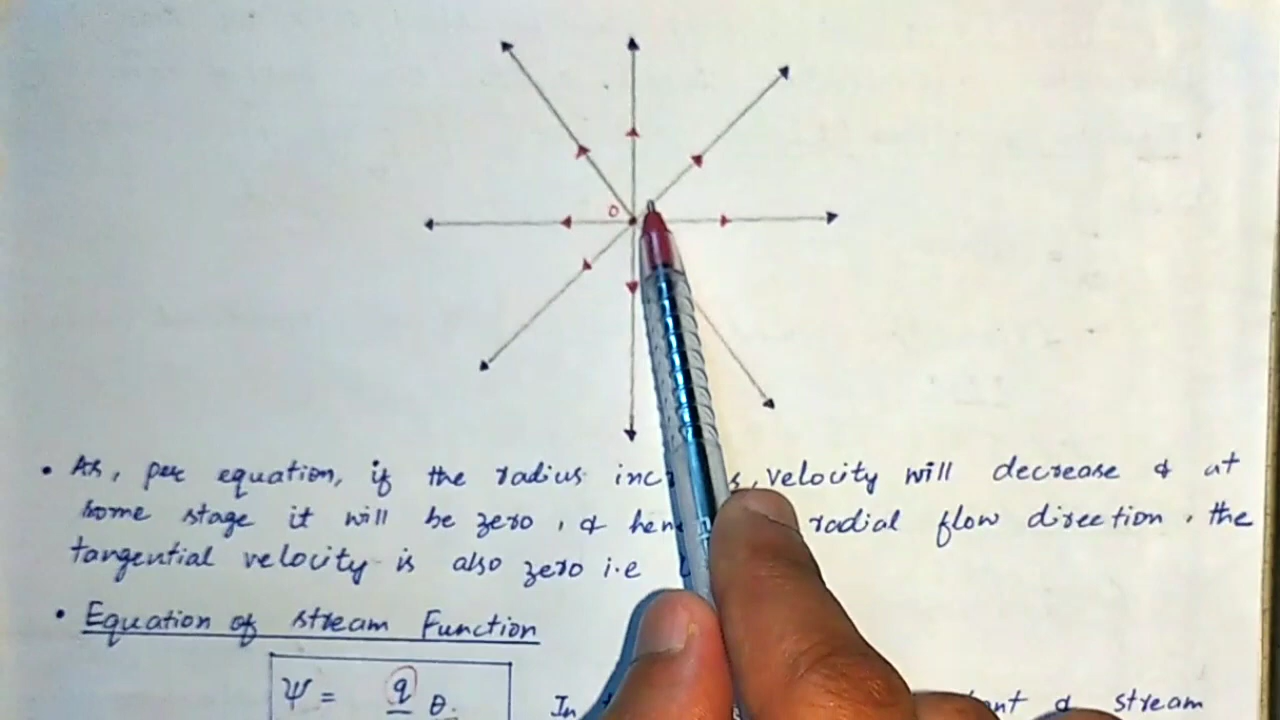 O
• As, per equation, if the radius inc s, velocity will decrease & at
some stage it will be zero, & hen radial flow direction, the
tangential velocity is also zero i.e
• Equation of stream Function
Ψ = q θ.
In stream